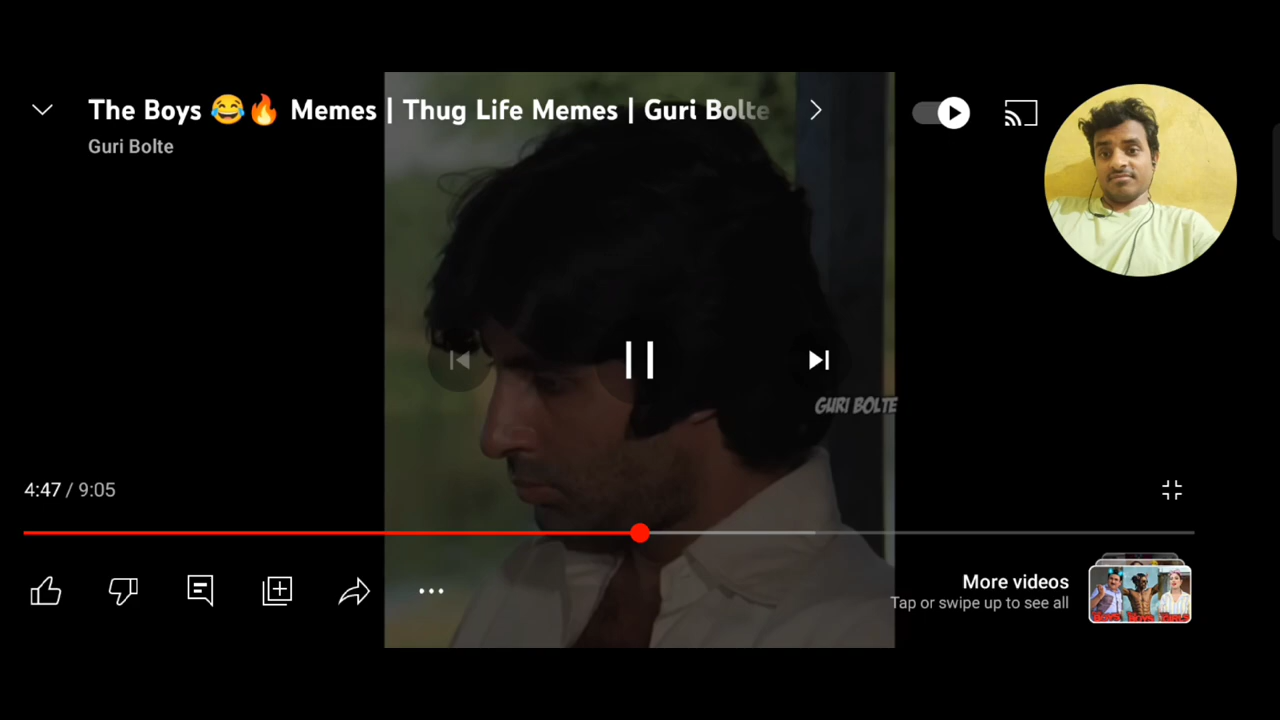 The Boys 😂🔥 Memes | Thug Life Memes | Guri Bolte
Guri Bolte
GURI BOLTE
4:47 / 9:05
More videos
Tap or swipe up to see all